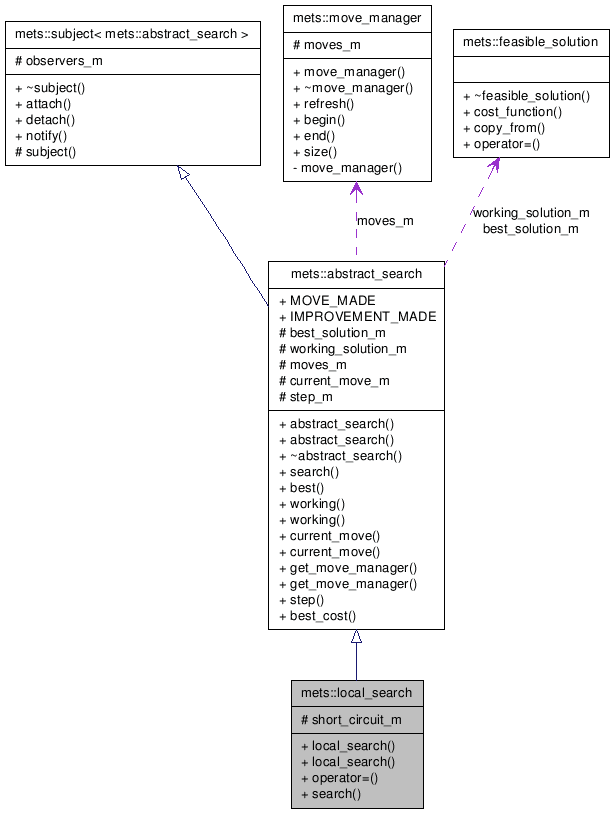 mets::subject< mets::abstract_search >
# observers_m
+ ~subject()
+ attach()
+ detach()
+ notify()
# subject()
mets::move_manager
# moves_m
+ move_manager()
+ ~move_manager()
+ refresh()
+ begin()
+ end()
+ size()
- move_manager()
mets::feasible_solution
+ ~feasible_solution()
+ cost_function()
+ copy_from()
+ operator=()
moves_m
working_solution_m
best_solution_m
mets::abstract_search
+ MOVE_MADE
+ IMPROVEMENT_MADE
# best_solution_m
# working_solution_m
# moves_m
# current_move_m
# step_m
+ abstract_search()
+ abstract_search()
+ ~abstract_search()
+ search()
+ best()
+ working()
+ working()
+ current_move()
+ current_move()
+ get_move_manager()
+ get_move_manager()
+ step()
+ best_cost()
mets::local_search
# short_circuit_m
+ local_search()
+ local_search()
+ operator=()
+ search()